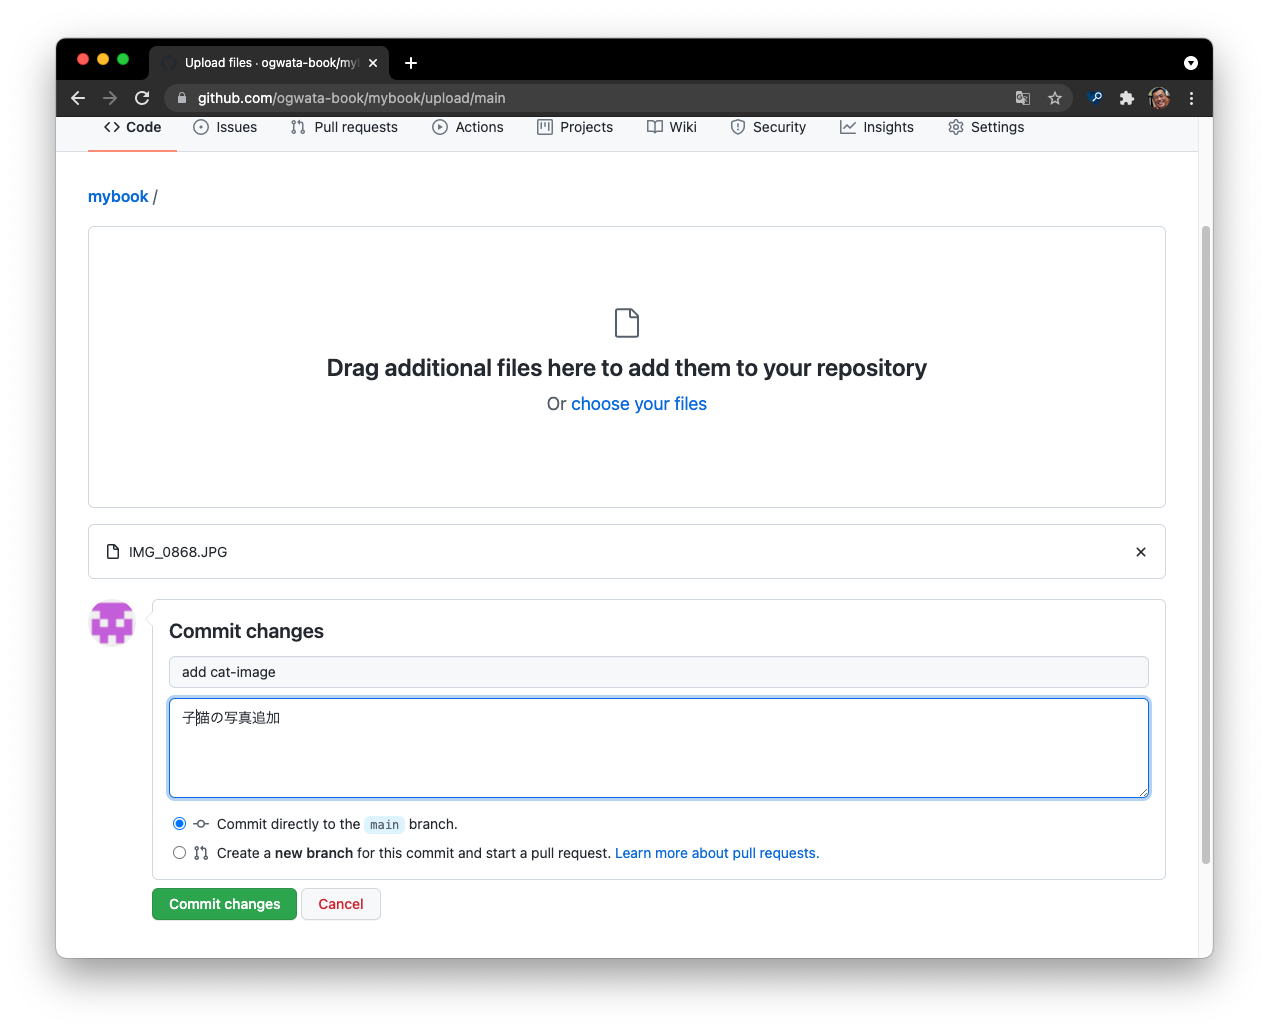 Upload files · ogwata-book/my
github.com/ogwata-book/mybook/upload/main
Code Issues Pull requests Actions Projects Wiki Security Insights Settings
mybook /
Drag additional files here to add them to your repository
Or choose your files
IMG_0868.JPG
Commit changes
add cat-image
子猫の写真追加
Commit directly to the main branch.
Create a new branch for this commit and start a pull request. Learn more about pull requests.
Commit changes Cancel